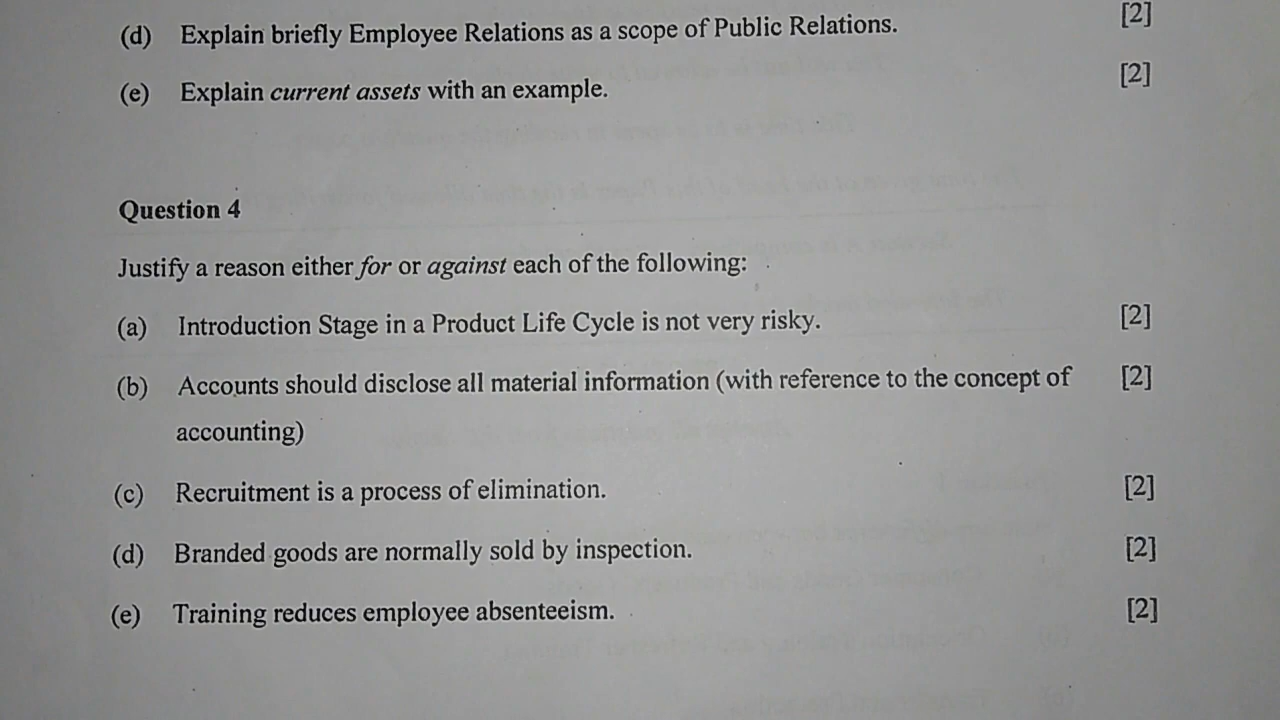 (d) Explain briefly Employee Relations as a scope of Public Relations. [2]
(e) Explain current assets with an example. [2]
Question 4
Justify a reason either for or against each of the following:
(a) Introduction Stage in a Product Life Cycle is not very risky. [2]
(b) Accounts should disclose all material information (with reference to the concept of [2]
accounting)
(c) Recruitment is a process of elimination. [2]
(d) Branded goods are normally sold by inspection. [2]
(e) Training reduces employee absenteeism. [2]